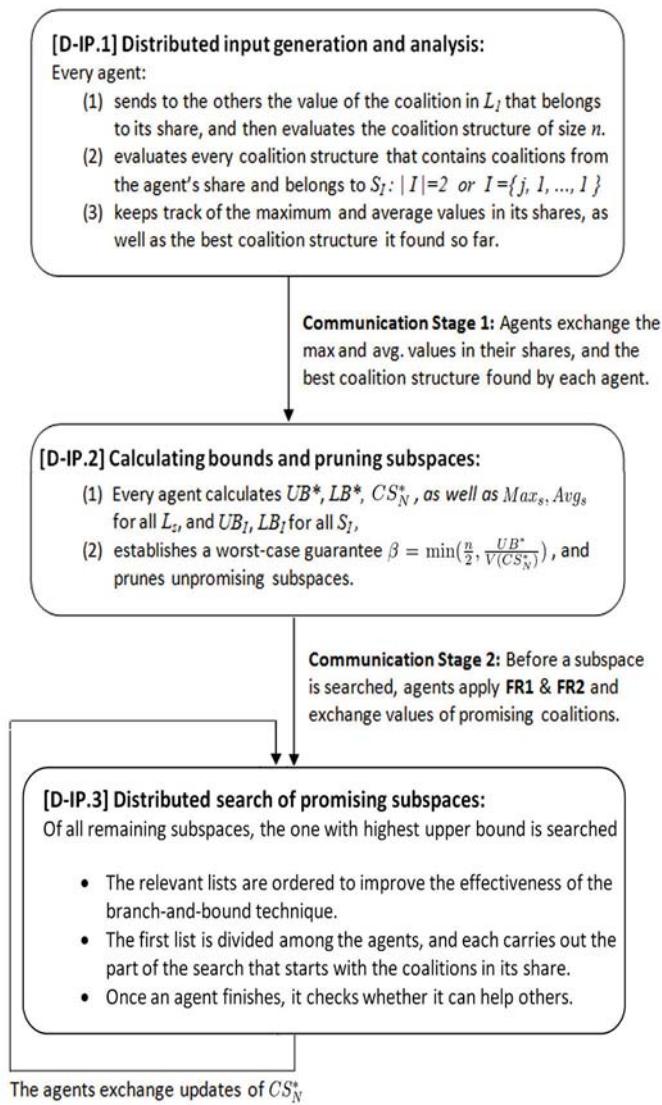 [D-IP.1] Distributed input generation and analysis:
Every agent:
(1) sends to the others the value of the coalition in L₁ that belongs
to its share, and then evaluates the coalition structure of size n.
(2) evaluates every coalition structure that contains coalitions from
the agent's share and belongs to S_I : |I|=2 or I={j, 1, ..., 1 }
(3) keeps track of the maximum and average values in its shares, as
well as the best coalition structure it found so far.
Communication Stage 1: Agents exchange the
max and avg. values in their shares, and the
best coalition structure found by each agent.
[D-IP.2] Calculating bounds and pruning subspaces:
(1) Every agent calculates UB*, LB*, CS*_N , as well as Max_s, Avg_s
for all L_s, and UB_I, LB_I for all S_I,
(2) establishes a worst-case guarantee β = min(n/2, UB*/V(CS*_N)) , and
prunes unpromising subspaces.
Communication Stage 2: Before a subspace
is searched, agents apply FR1 & FR2 and
exchange values of promising coalitions.
[D-IP.3] Distributed search of promising subspaces:
Of all remaining subspaces, the one with highest upper bound is searched
• The relevant lists are ordered to improve the effectiveness of the
branch-and-bound technique.
• The first list is divided among the agents, and each carries out the
part of the search that starts with the coalitions in its share.
• Once an agent finishes, it checks whether it can help others.
The agents exchange updates of CS*_N